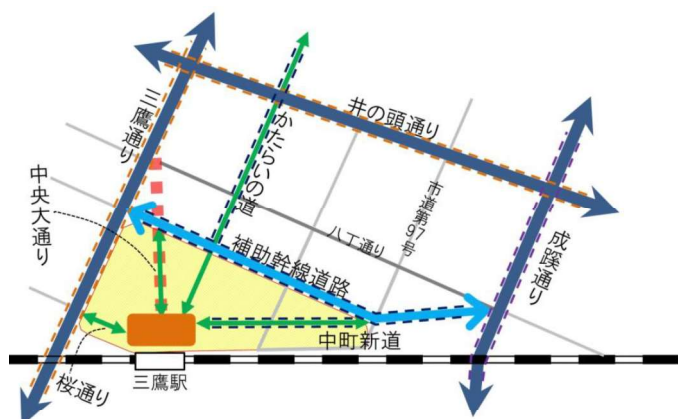 三鷹通り
井の頭通り
かたらいの道
中央大通り
市道第97号
八丁通り
成蹊通り
補助幹線道路
中町新道
桜通り
三鷹駅